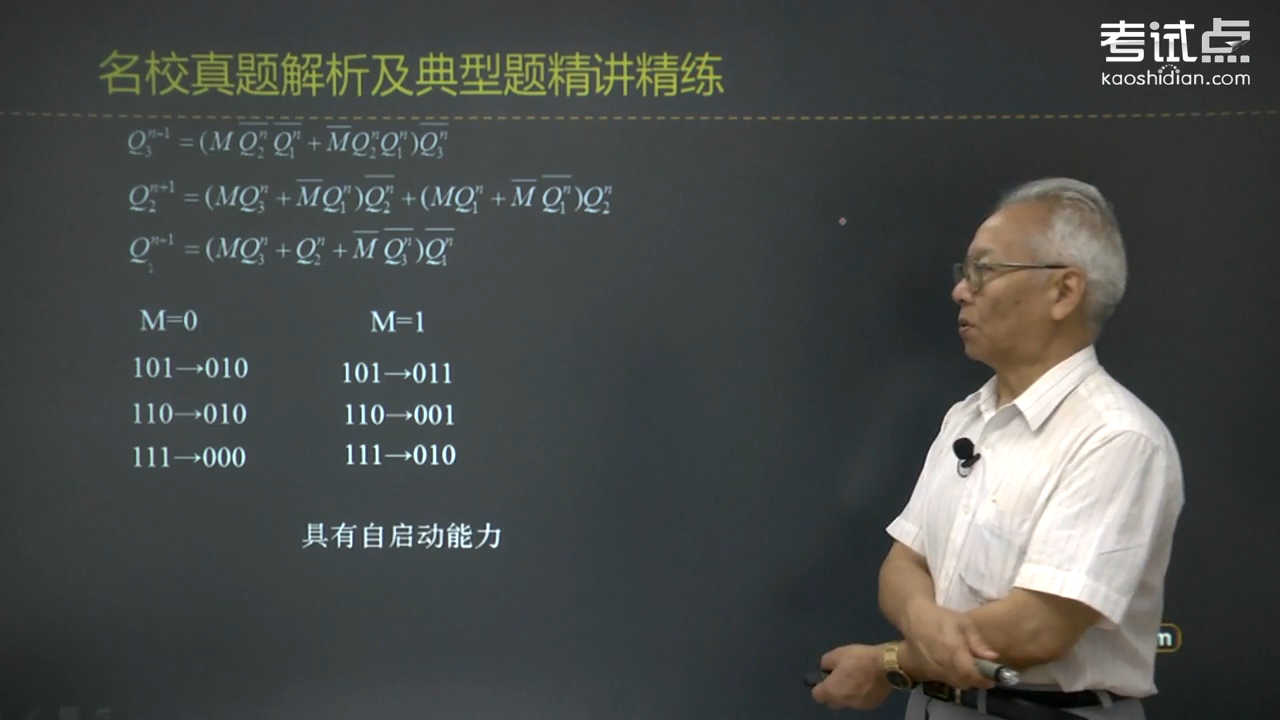 考试点
kaoshidian.com
名校真题解析及典型题精讲精练
Q₃ⁿ⁺¹ = (M Q̅₂ⁿ Q̅₁ⁿ + M̅Q₂ⁿQ₁ⁿ)Q̅₃ⁿ
Q₂ⁿ⁺¹ = (MQ₃ⁿ + M̅Q₁ⁿ)Q̅₂ⁿ + (MQ₁ⁿ + M̅ Q̅₁ⁿ)Q₂ⁿ
Q₁ⁿ⁺¹ = (MQ₃ⁿ + Q₂ⁿ + M̅ Q̅₃ⁿ)Q̅₁ⁿ
M=0 M=1
101→010 101→011
110→010 110→001
111→000 111→010
具有自启动能力
m